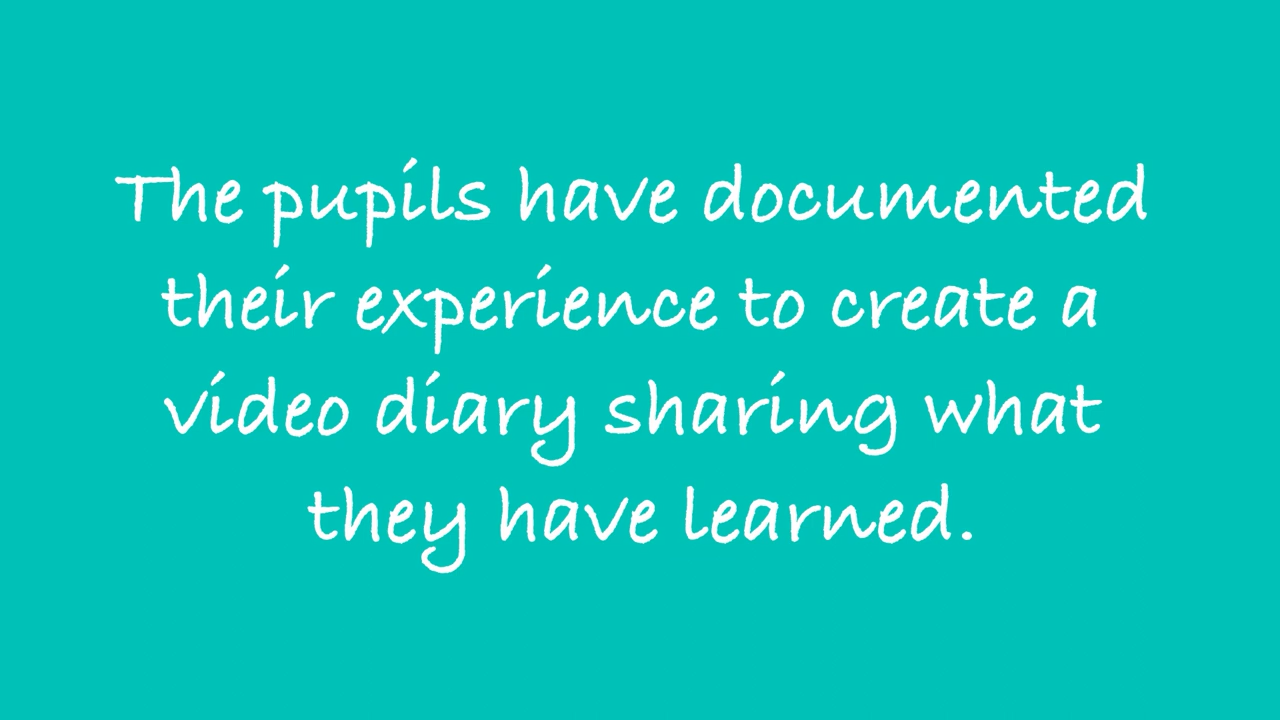 The pupils have documented
their experience to create a
video diary sharing what
they have learned.